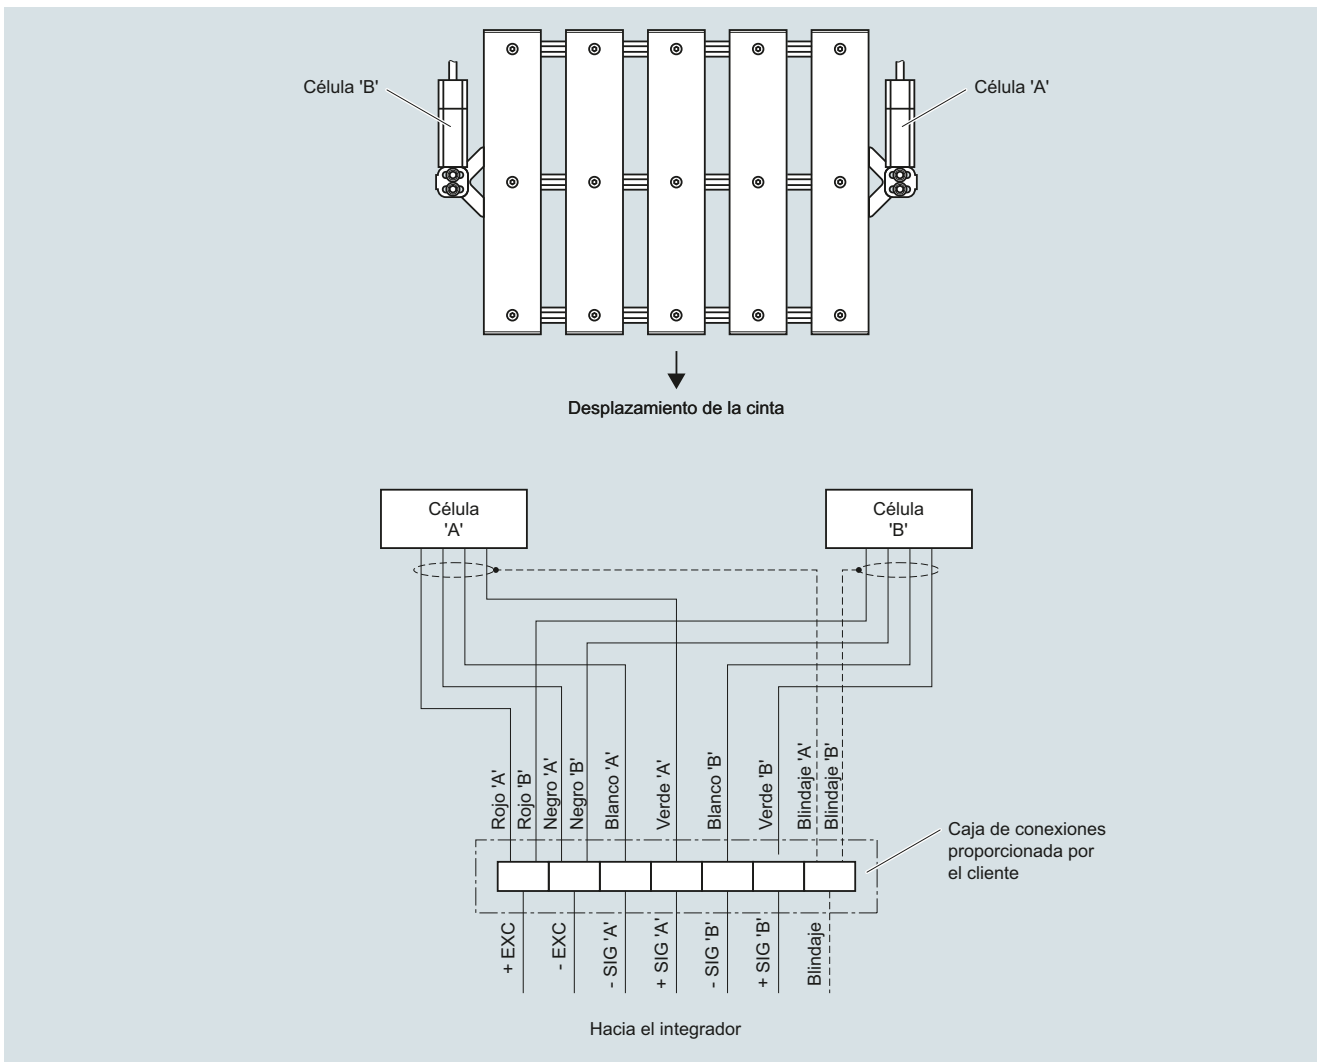 Célula 'B'
Célula 'A'
Desplazamiento de la cinta
Célula
'A'
Célula
'B'
Rojo 'A'
Rojo 'B'
Negro 'A'
Negro 'B'
Blanco 'A'
Verde 'A'
Blanco 'B'
Verde 'B'
Blindaje 'A'
Blindaje 'B'
Caja de conexiones
proporcionada por
el cliente
+ EXC
- EXC
- SIG 'A'
+ SIG 'A'
- SIG 'B'
+ SIG 'B'
Blindaje
Hacia el integrador